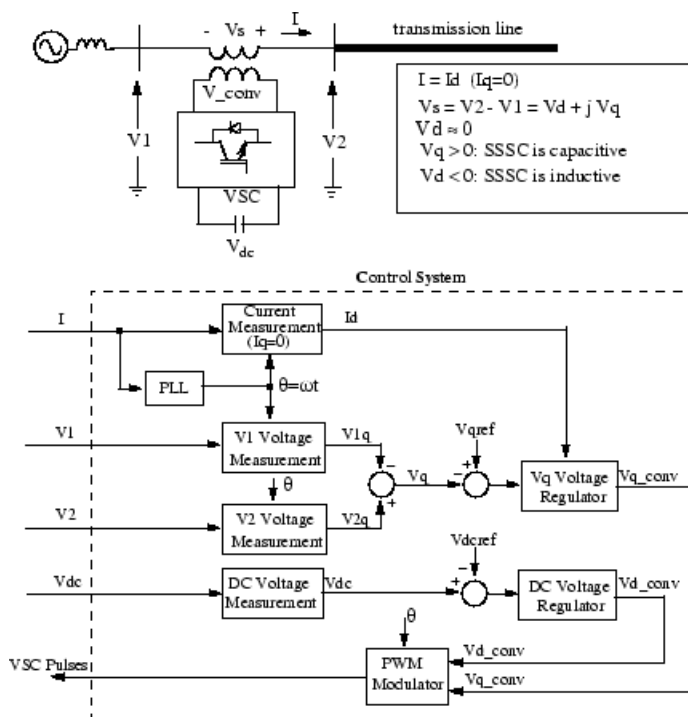 - Vs +
I
transmission line
V_conv
V1
V2
VSC
Vdc
I = Id (Iq=0)
Vs = V2 - V1 = Vd + j Vq
Vd ≈ 0
Vq > 0: SSSC is capacitive
Vd < 0: SSSC is inductive
Control System
I
Current
Measurement
(Iq=0)
Id
PLL
θ=ωt
V1
V1 Voltage
Measurement
V1q
Vqref
-
- +
Vq
Vq Voltage
Regulator
Vq_conv
θ
+
V2
V2 Voltage
Measurement
V2q
Vdcref
Vdc
DC Voltage
Measurement
Vdc
+ -
DC Voltage
Regulator
Vd_conv
θ
VSC Pulses
PWM
Modulator
Vd_conv
Vq_conv